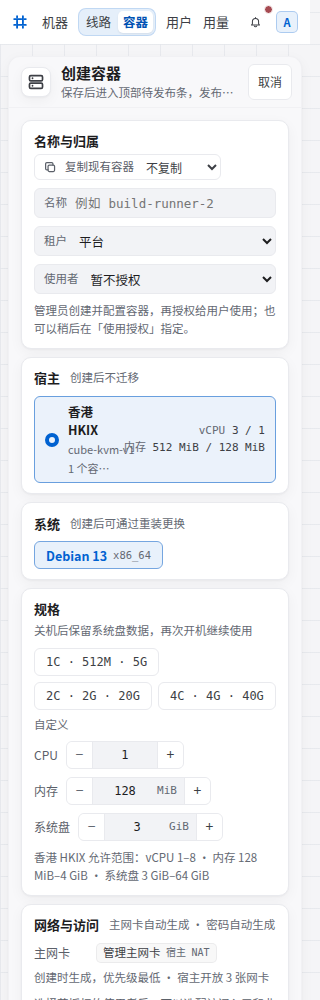 机器 线路 容器 用户 用量 A
创建容器
保存后进入顶部待发布条，发布…
取消
名称与归属
复制现有容器 不复制
名称 例如 build-runner-2
租户 平台
使用者 暂不授权
管理员创建并配置容器，再授权给用户使用；也
可以稍后在「使用授权」指定。
宿主 创建后不迁移
香港
HKIX
vCPU 3 / 1
cube-kvm-v1
内存 512 MiB / 128 MiB
1 个容…
系统 创建后可通过重装更换
Debian 13 x86_64
规格
关机后保留系统盘数据，再次开机继续使用
1C · 512M · 5G
2C · 2G · 20G 4C · 4G · 40G
自定义
CPU − 1 +
内存 − 128 MiB +
系统盘 − 3 GiB +
香港 HKIX 允许范围：vCPU 1–8 · 内存 128
MiB–4 GiB · 系统盘 3 GiB–64 GiB
网络与访问 主网卡自动生成 · 密码自动生成
主网卡 管理主网卡 宿主 NAT
创建时生成，优先级最低 · 宿主开放 3 张网卡